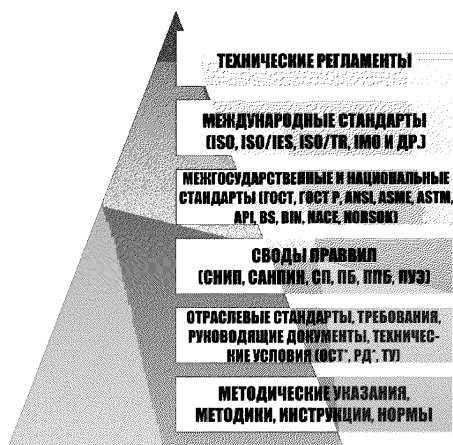 ТЕХНИЧЕСКИЕ РЕГЛАМЕНТЫ
МЕЖДУНАРОДНЫЕ СТАНДАРТЫ
(ISO, ISO/IES, ISO/TR, IMO И ДР.)
МЕЖГОСУДАРСТВЕННЫЕ И НАЦИОНАЛЬНЫЕ
СТАНДАРТЫ (ГОСТ, ГОСТ Р, ANSI, ASME, ASTM,
API, BS, DIN, NACE, NORSOK)
СВОДЫ ПРАВВИЛ
(СНИП, САНПИН, СП, ПБ, ППБ, ПУЭ)
ОТРАСЛЕВЫЕ СТАНДАРТЫ, ТРЕБОВАНИЯ,
РУКОВОДЯЩИЕ ДОКУМЕНТЫ, ТЕХНИЧЕС-
КИЕ УСЛОВИЯ (ОСТ*, РД*, ТУ)
МЕТОДИЧЕСКИЕ УКАЗАНИЯ,
МЕТОДИКИ, ИНСТРУКЦИИ, НОРМЫ